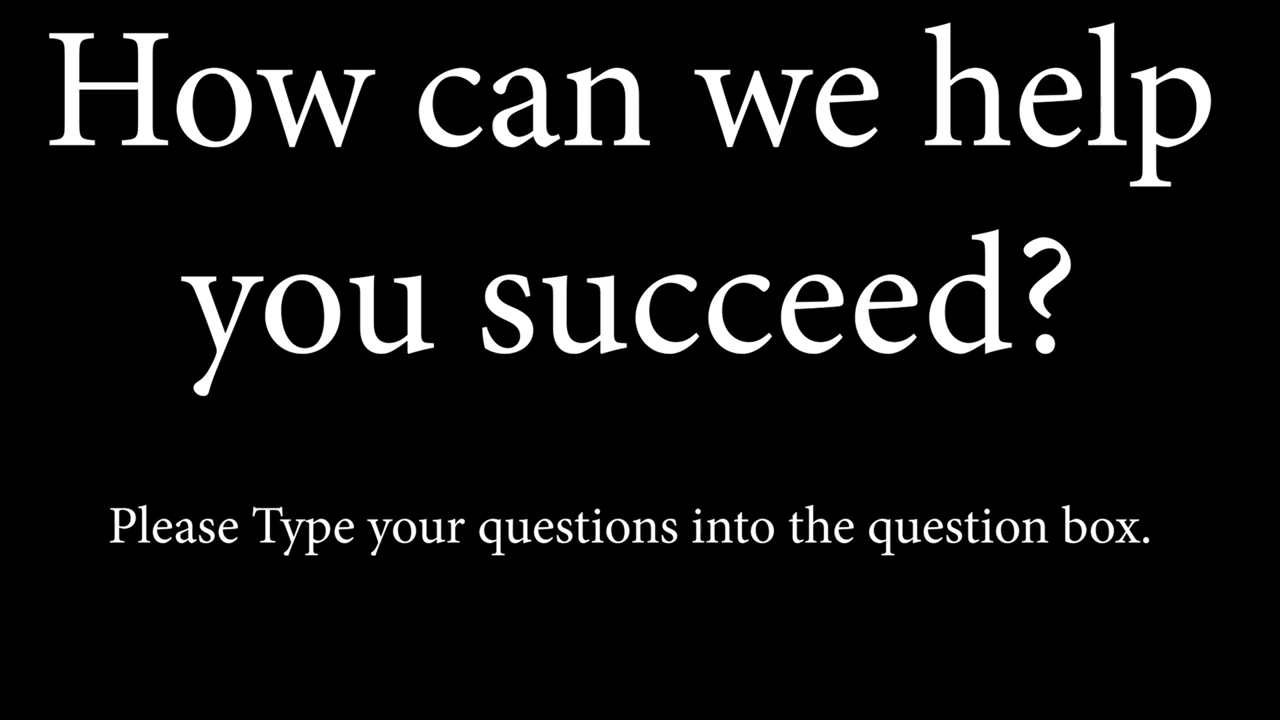 How can we help
you succeed?
Please Type your questions into the question box.